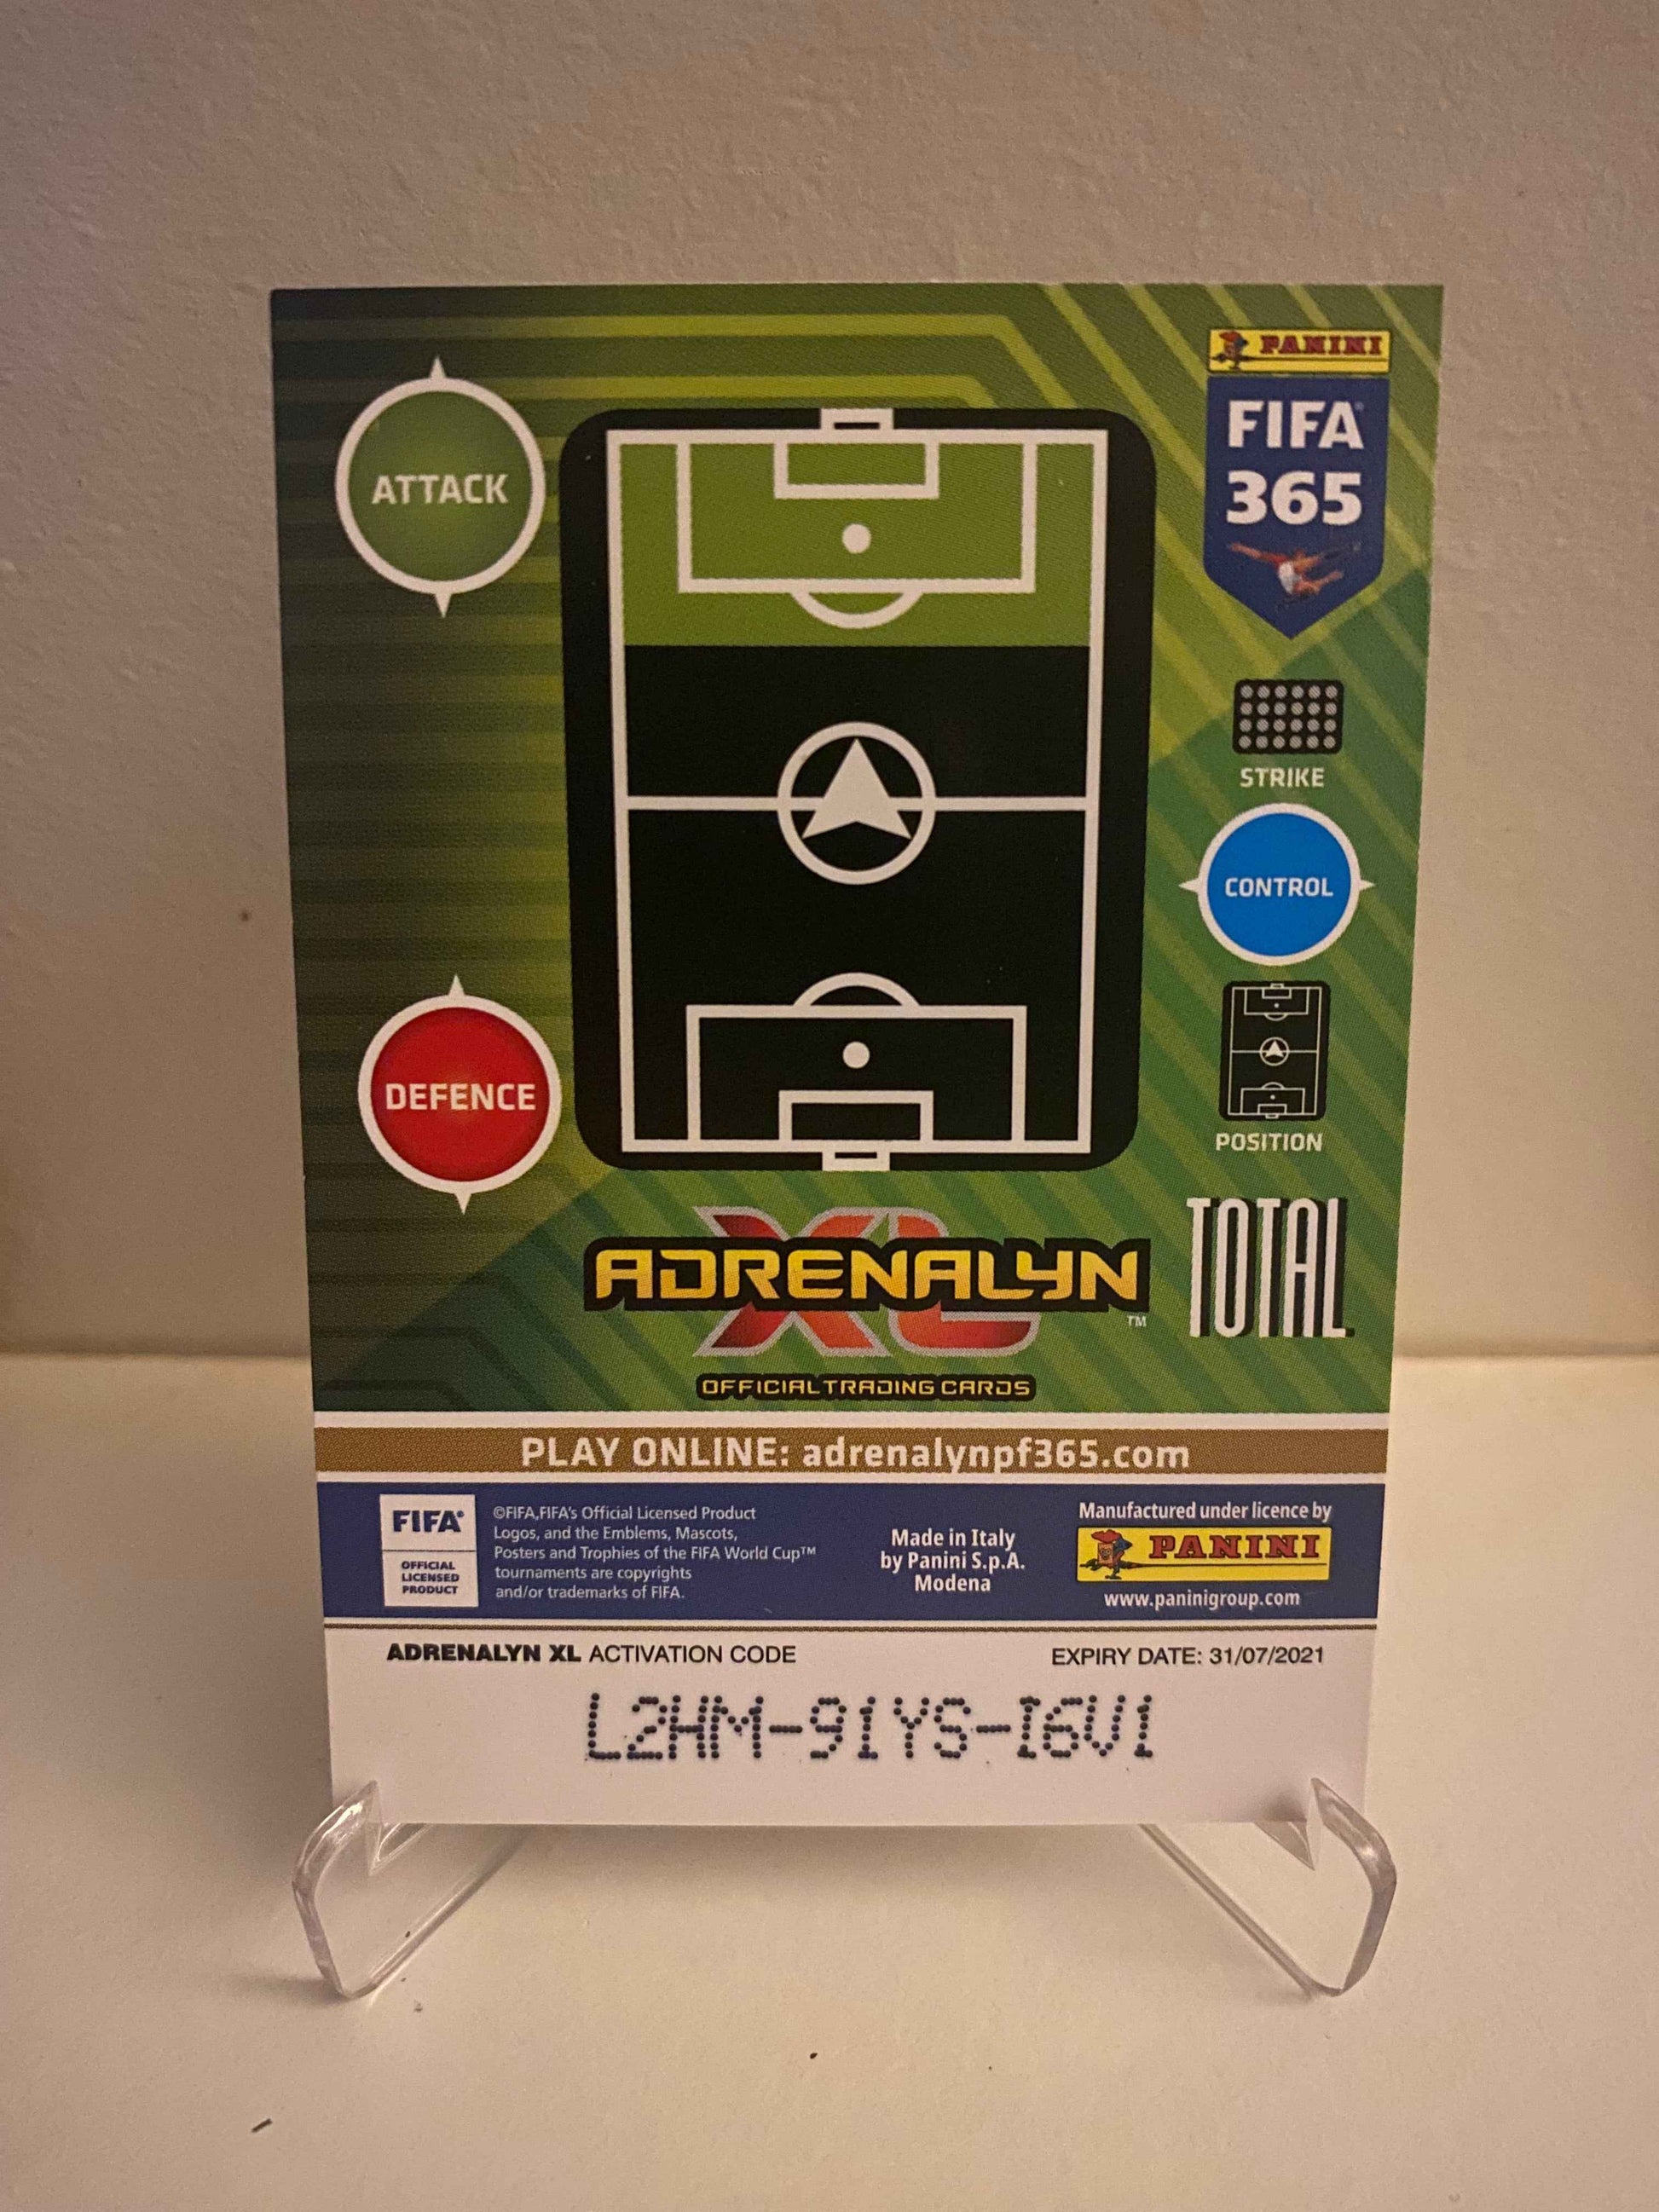 PANINI
FIFA
365
ATTACK
STRIKE
CONTROL
DEFENCE
POSITION
ADRENALYN
XL
™
TOTAL
OFFICIAL TRADING CARDS
PLAY ONLINE: adrenalynpf365.com
FIFA®
OFFICIAL
LICENSED
PRODUCT
©FIFA,FIFA's Official Licensed Product
Logos, and the Emblems, Mascots,
Posters and Trophies of the FIFA World Cup™
tournaments are copyrights
and/or trademarks of FIFA.
Made in Italy
by Panini S.p.A.
Modena
Manufactured under licence by
PANINI
www.paninigroup.com
ADRENALYN XL ACTIVATION CODE
EXPIRY DATE: 31/07/2021
L2HM-91YS-I6V1